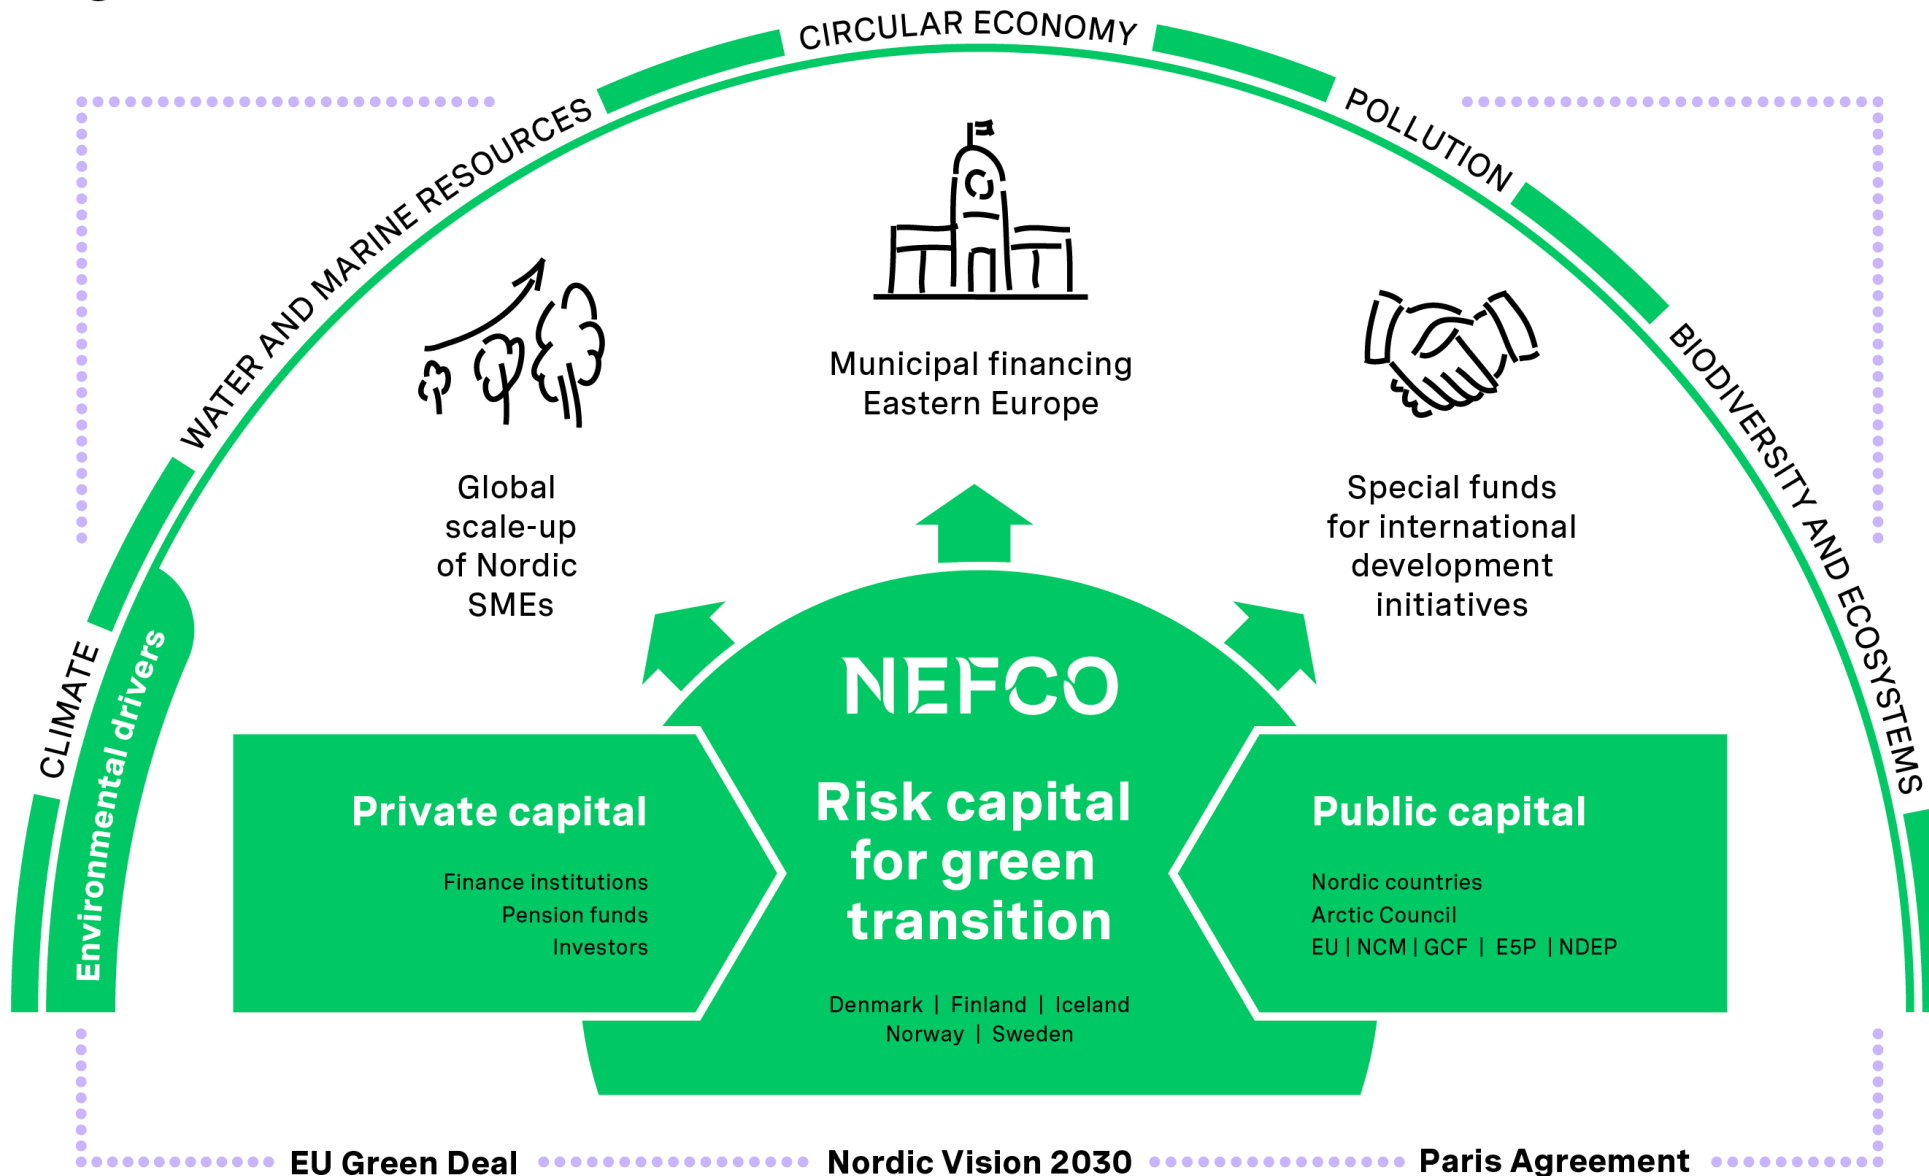 CIRCULAR ECONOMY
WATER AND MARINE RESOURCES
POLLUTION
BIODIVERSITY AND ECOSYSTEMS
CLIMATE
Environmental drivers
Municipal financing
Eastern Europe
Global
scale-up
of Nordic
SMEs
Special funds
for international
development
initiatives
NEFCO
Risk capital
for green
transition
Denmark | Finland | Iceland
Norway | Sweden
Private capital
Finance institutions
Pension funds
Investors
Public capital
Nordic countries
Arctic Council
EU | NCM | GCF | E5P | NDEP
EU Green Deal
Nordic Vision 2030
Paris Agreement